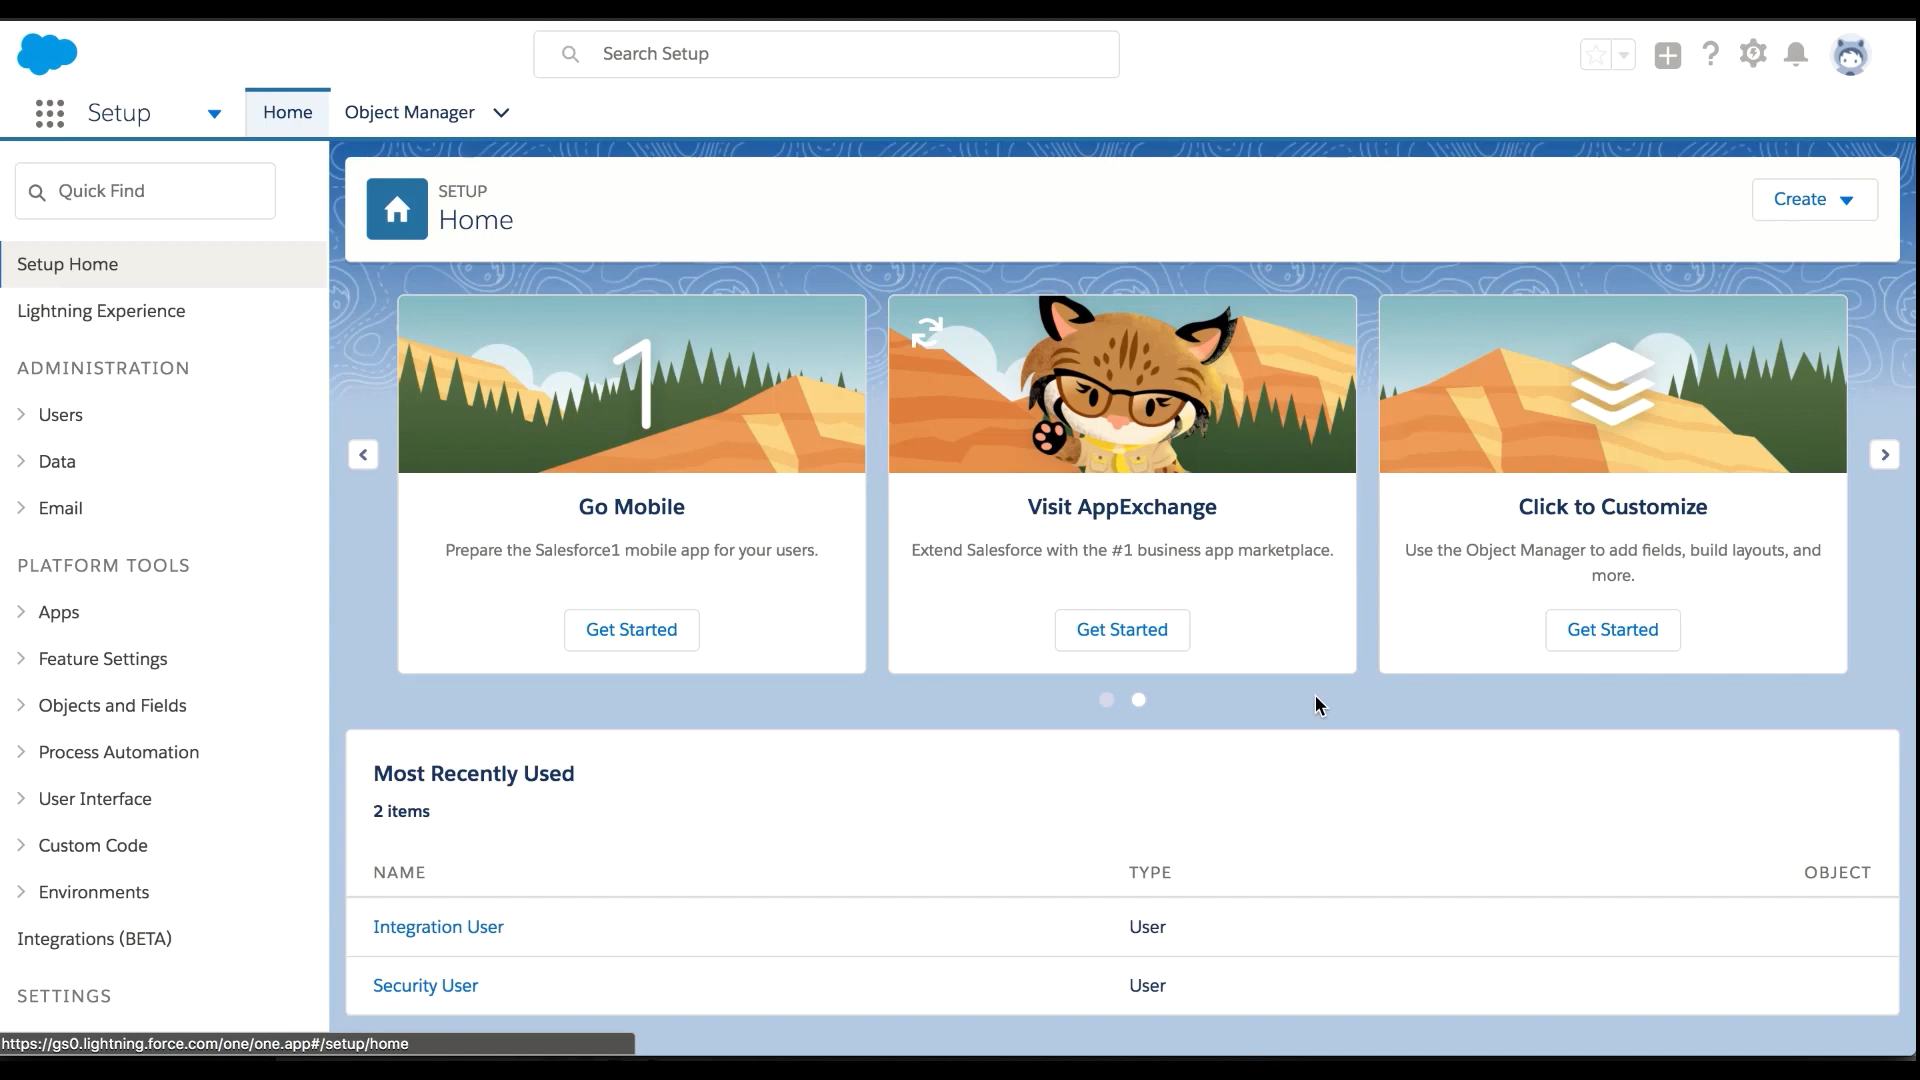 Search Setup
Setup
Home
Object Manager
Quick Find
Setup Home
Lightning Experience
ADMINISTRATION
Users
Data
Email
PLATFORM TOOLS
Apps
Feature Settings
Objects and Fields
Process Automation
User Interface
Custom Code
Environments
Integrations (BETA)
SETTINGS
SETUP
Home
Create
1
Go Mobile
Prepare the Salesforce1 mobile app for your users.
Get Started
Visit AppExchange
Extend Salesforce with the #1 business app marketplace.
Get Started
Click to Customize
Use the Object Manager to add fields, build layouts, and
more.
Get Started
Most Recently Used
2 items
NAME TYPE OBJECT
Integration User User
Security User User
https://gs0.lightning.force.com/one/one.app#/setup/home